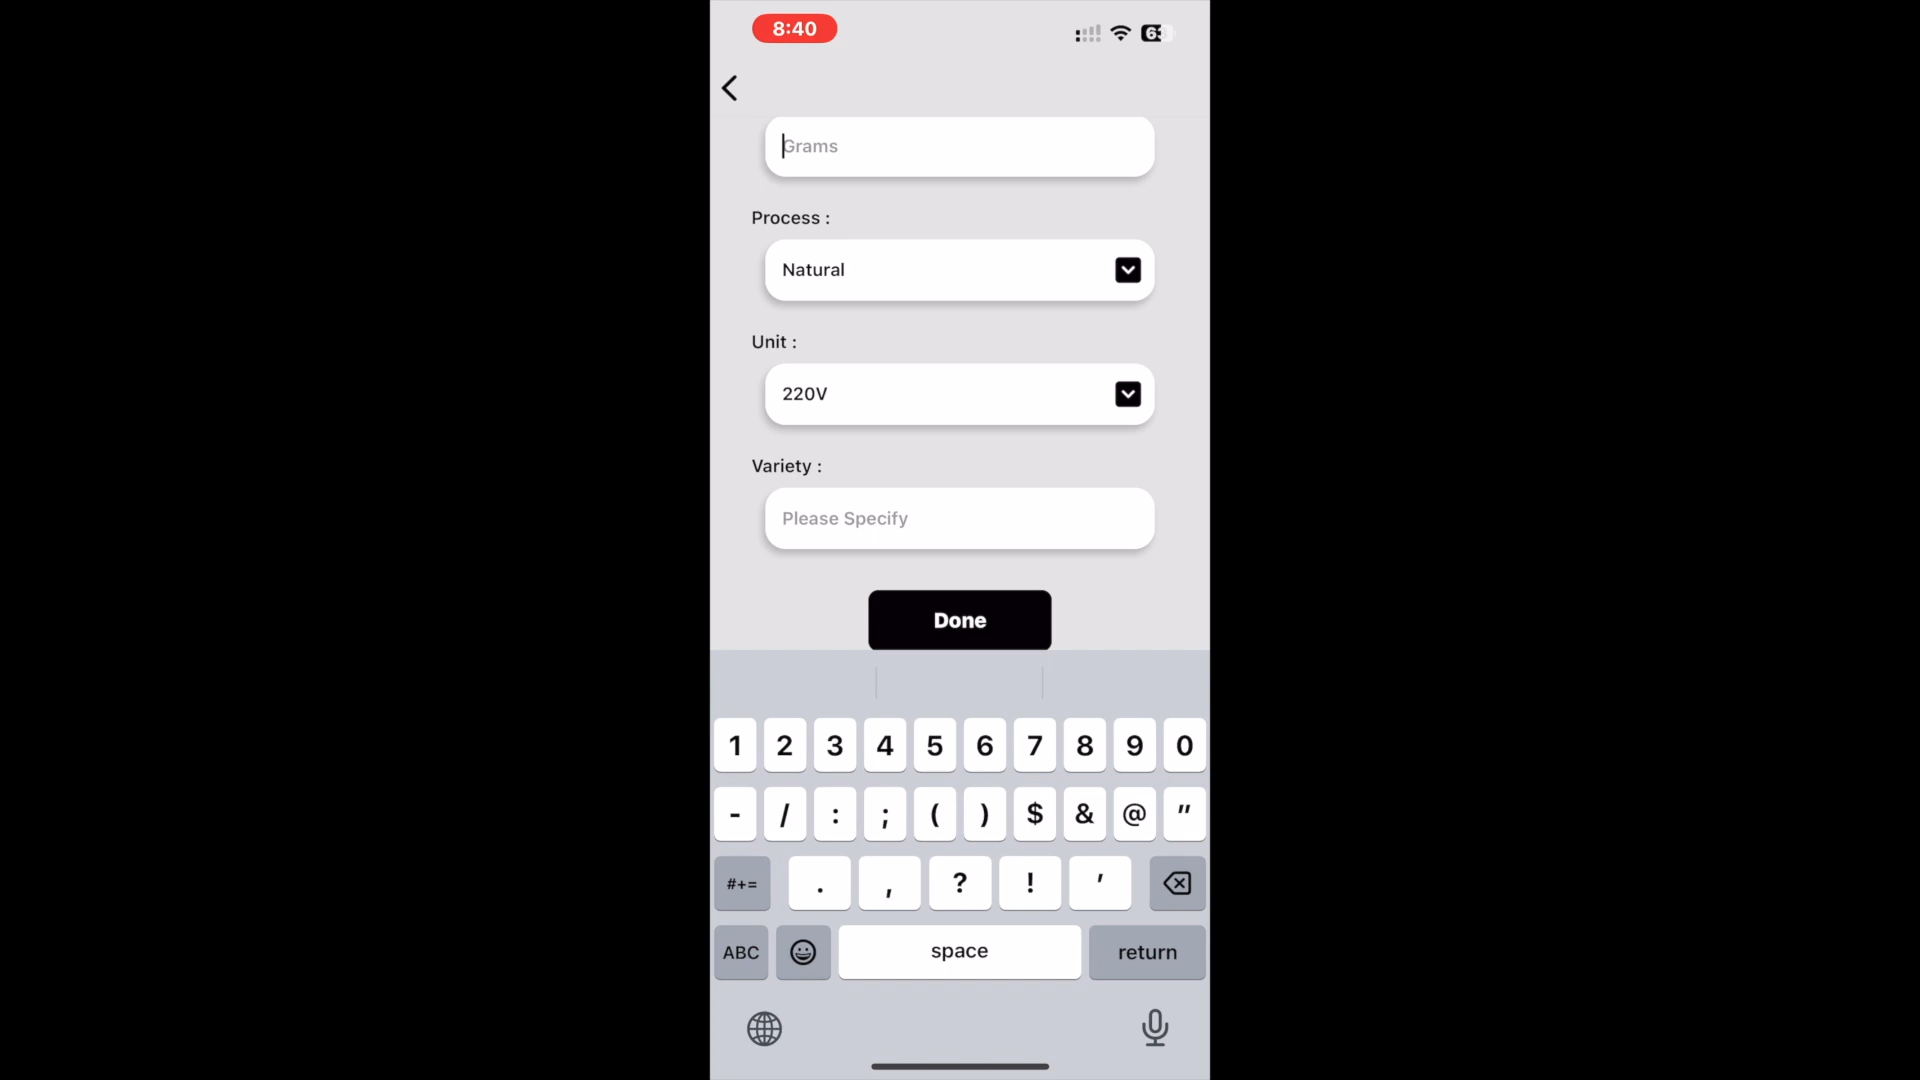 8:40
63
Grams
Process :
Natural
Unit :
220V
Variety :
Please Specify
Done
1 2 3 4 5 6 7 8 9 0
- / : ; ( ) $ & @ "
#+= . , ? ! '
ABC space return